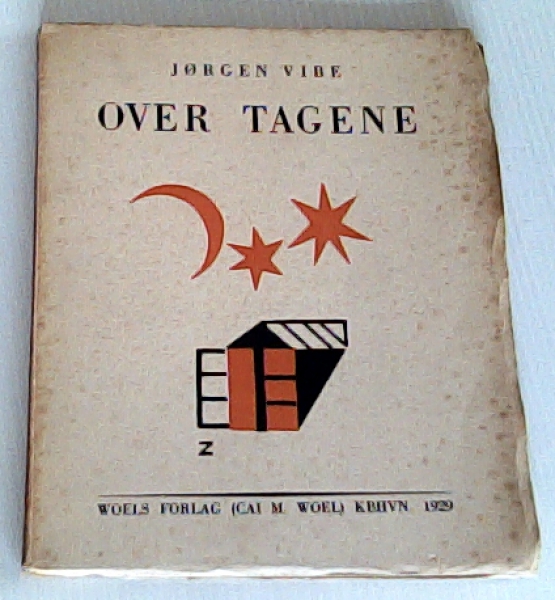 JØRGEN VIBE
OVER TAGENE
N
WOELS FORLAG (CAI M. WOEL) KBHVN 1929